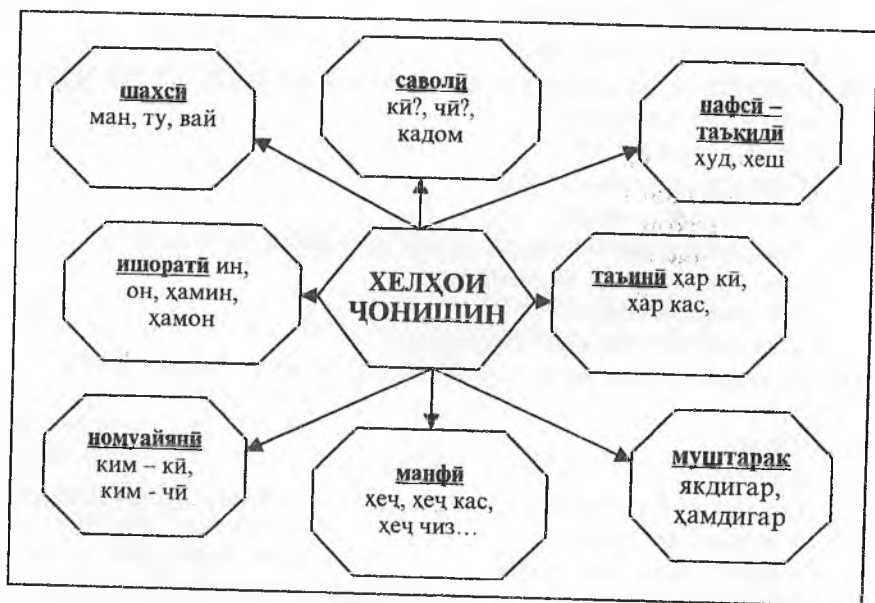 шахсӣ
ман, ту, вай
саволӣ
кӣ?, чӣ?,
кадом
нафсӣ –
таъкидӣ
худ, хеш
ишоратӣ ин,
он, ҳамин,
ҳамон
ХЕЛҲОИ
ҶОНИШИН
таъинӣ ҳар кӣ,
ҳар кас,
номуайянӣ
ким – кӣ,
ким - чӣ
манфӣ
ҳеҷ, ҳеҷ кас,
ҳеҷ чиз…
муштарак
якдигар,
ҳамдигар